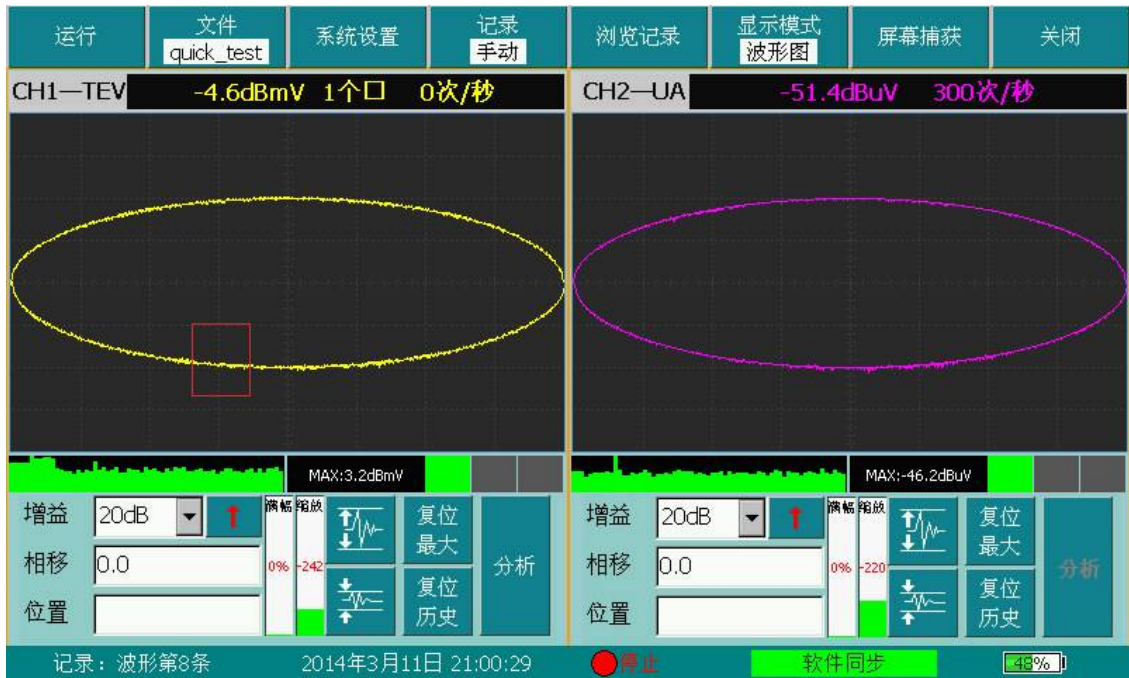 运行
文件
quick_test
系统设置
记录
手动
浏览记录
显示模式
波形图
屏幕捕获
关闭
CH1—TEV -4.6dBmV 1个口 0次/秒
CH2—UA -51.4dBuV 300次/秒
MAX:3.2dBmV
MAX:-46.2dBuV
增益 20dB
相移 0.0
位置
满幅 缩放
0% -242
复位
最大
复位
历史
分析
增益 20dB
相移 0.0
位置
满幅 缩放
0% -220
复位
最大
复位
历史
分析
记录：波形第8条 2014年3月11日 21:00:29 停止 软件同步 48%